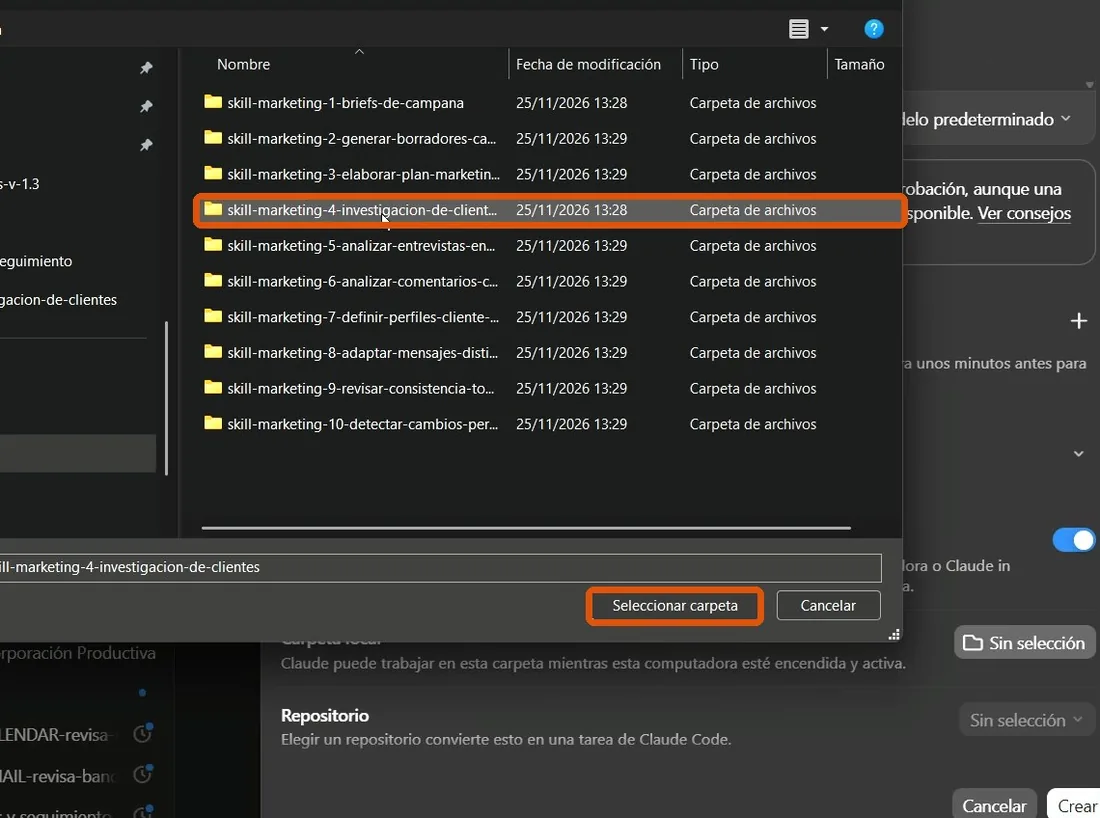 Nombre Fecha de modificación Tipo Tamaño
skill-marketing-1-briefs-de-campana 25/11/2026 13:28 Carpeta de archivos
skill-marketing-2-generar-borradores-ca... 25/11/2026 13:29 Carpeta de archivos
skill-marketing-3-elaborar-plan-marketin... 25/11/2026 13:29 Carpeta de archivos
skill-marketing-4-investigacion-de-client... 25/11/2026 13:28 Carpeta de archivos
skill-marketing-5-analizar-entrevistas-en... 25/11/2026 13:29 Carpeta de archivos
skill-marketing-6-analizar-comentarios-c... 25/11/2026 13:29 Carpeta de archivos
skill-marketing-7-definir-perfiles-cliente-... 25/11/2026 13:29 Carpeta de archivos
skill-marketing-8-adaptar-mensajes-disti... 25/11/2026 13:29 Carpeta de archivos
skill-marketing-9-revisar-consistencia-to... 25/11/2026 13:29 Carpeta de archivos
skill-marketing-10-detectar-cambios-per... 25/11/2026 13:29 Carpeta de archivos
s-v-1.3
eguimiento
gacion-de-clientes
ill-marketing-4-investigacion-de-clientes
Seleccionar carpeta Cancelar
delo predeterminado
robación, aunque una
sponible. Ver consejos
ra unos minutos antes para
dora o Claude in
a.
Carpeta local
Claude puede trabajar en esta carpeta mientras esta computadora esté encendida y activa.
Sin selección
Repositorio
Elegir un repositorio convierte esto en una tarea de Claude Code.
Sin selección
rporación Productiva
LENDAR-revisa-
AIL-revisa-ban
r y seguimiento
Cancelar Crear